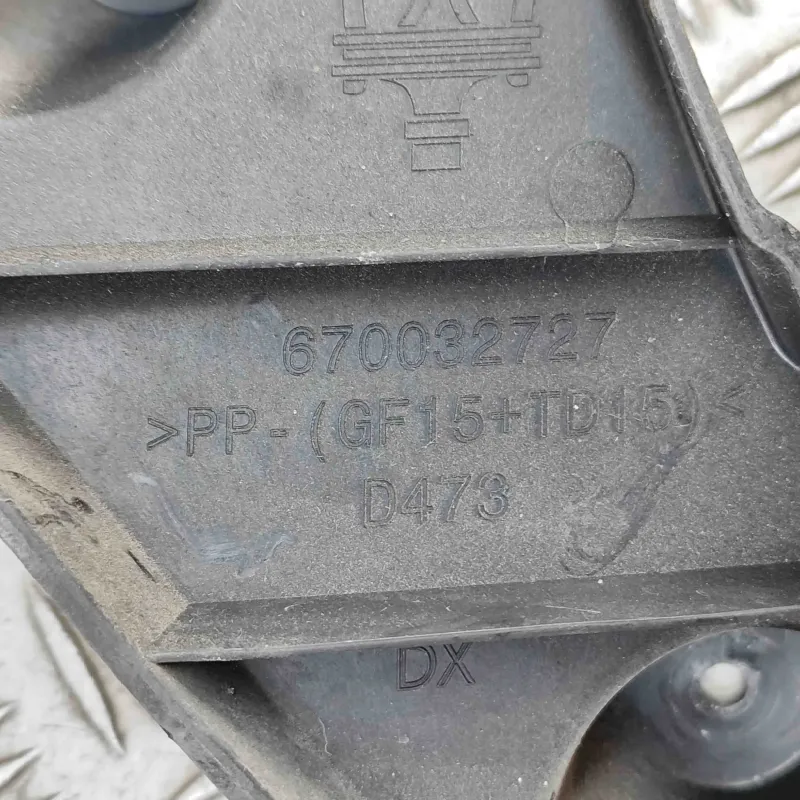 670032727
>PP-(GF15+TD15)<
D473
DX